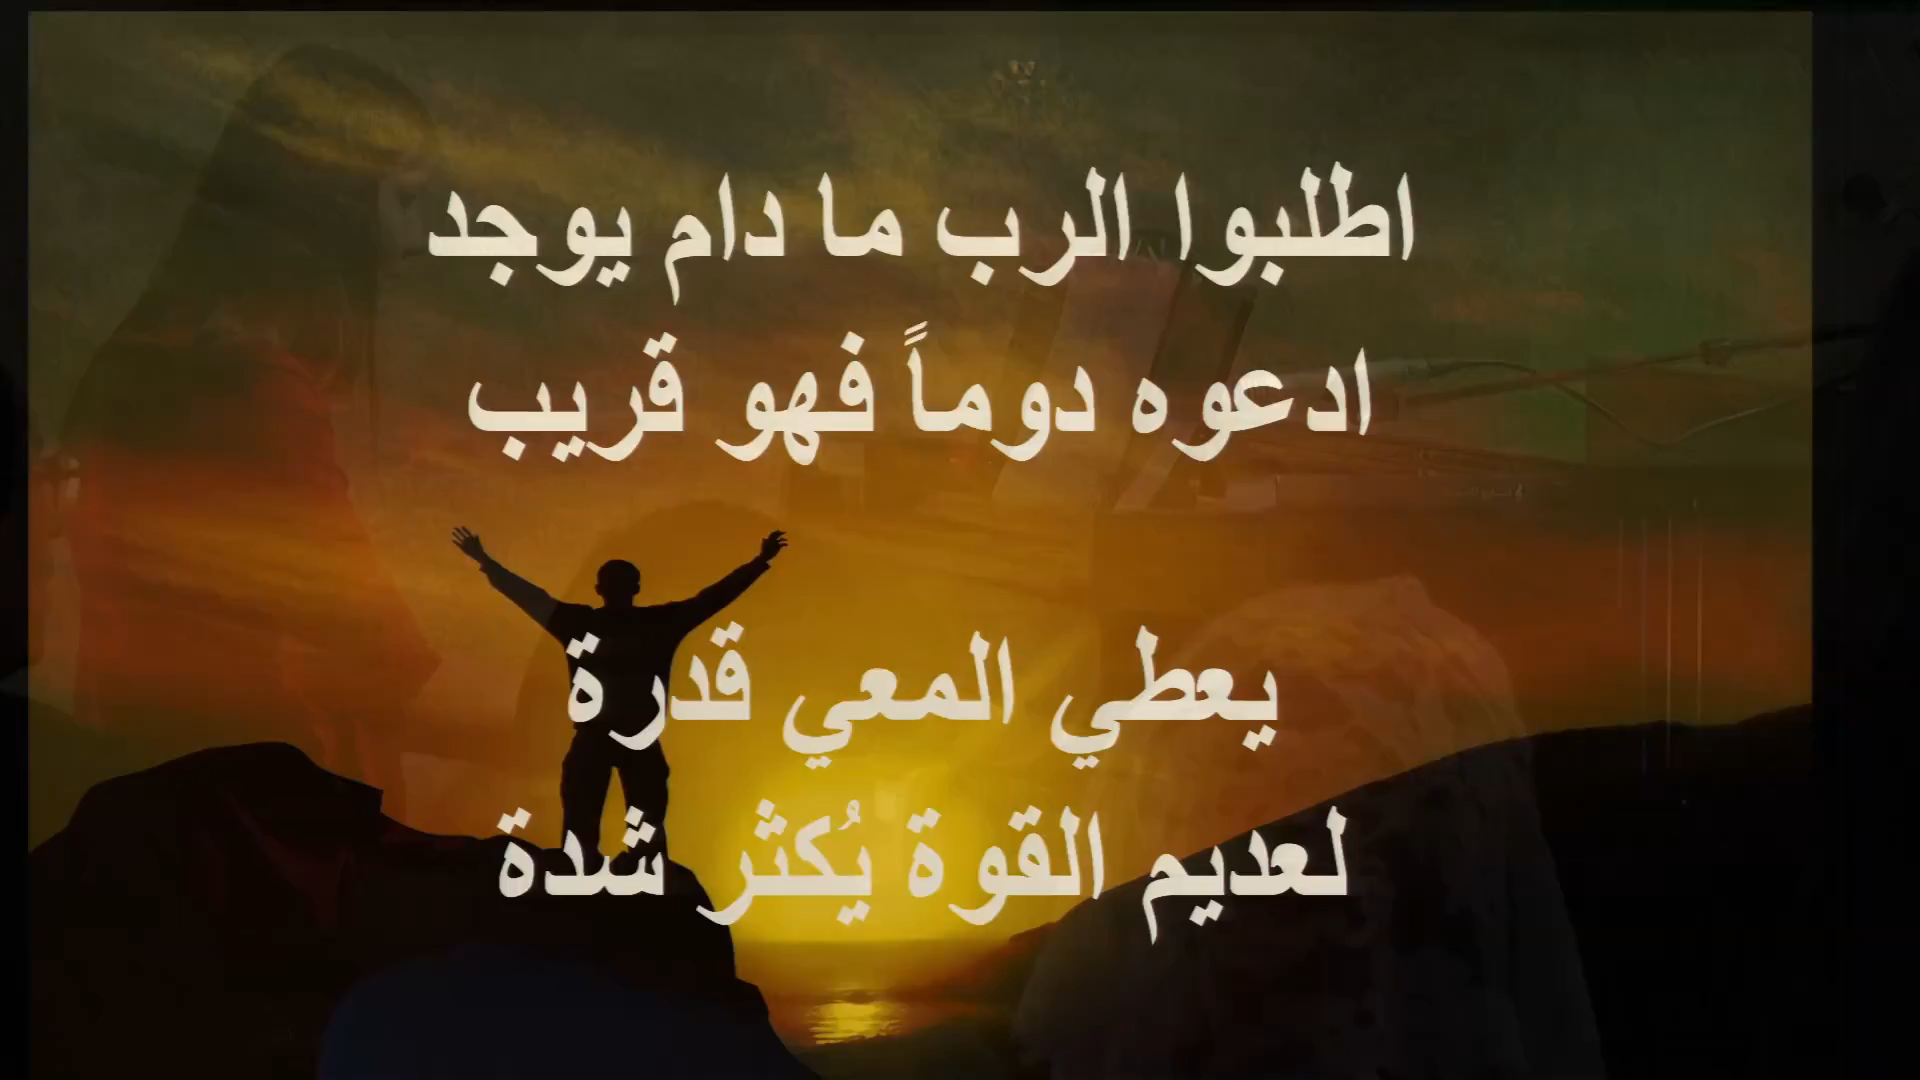 اطلبوا الرب ما دام يوجد
ادعوه دوماً فهو قريب
يعطي المعي قدرة
لعديم القوة يُكثر شدة